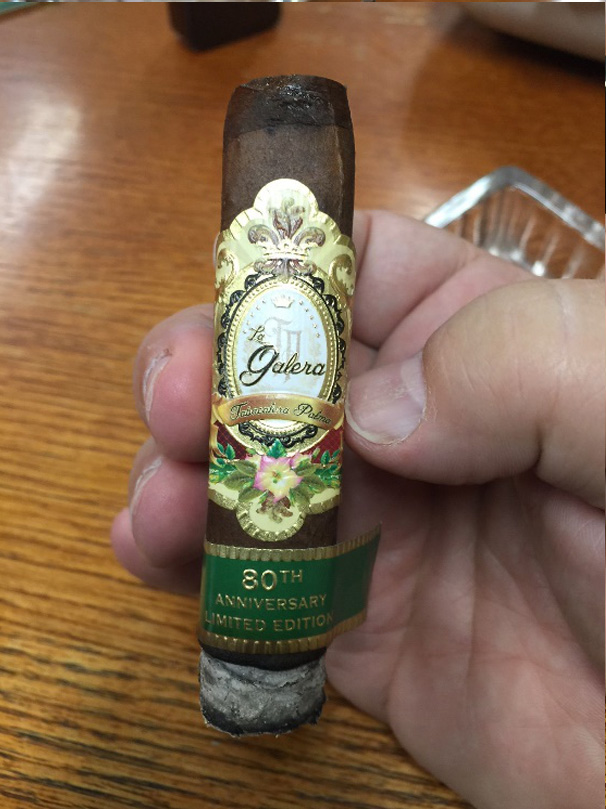 La
Galera
Tabacalera Palma
80TH
ANNIVERSARY
LIMITED EDITION